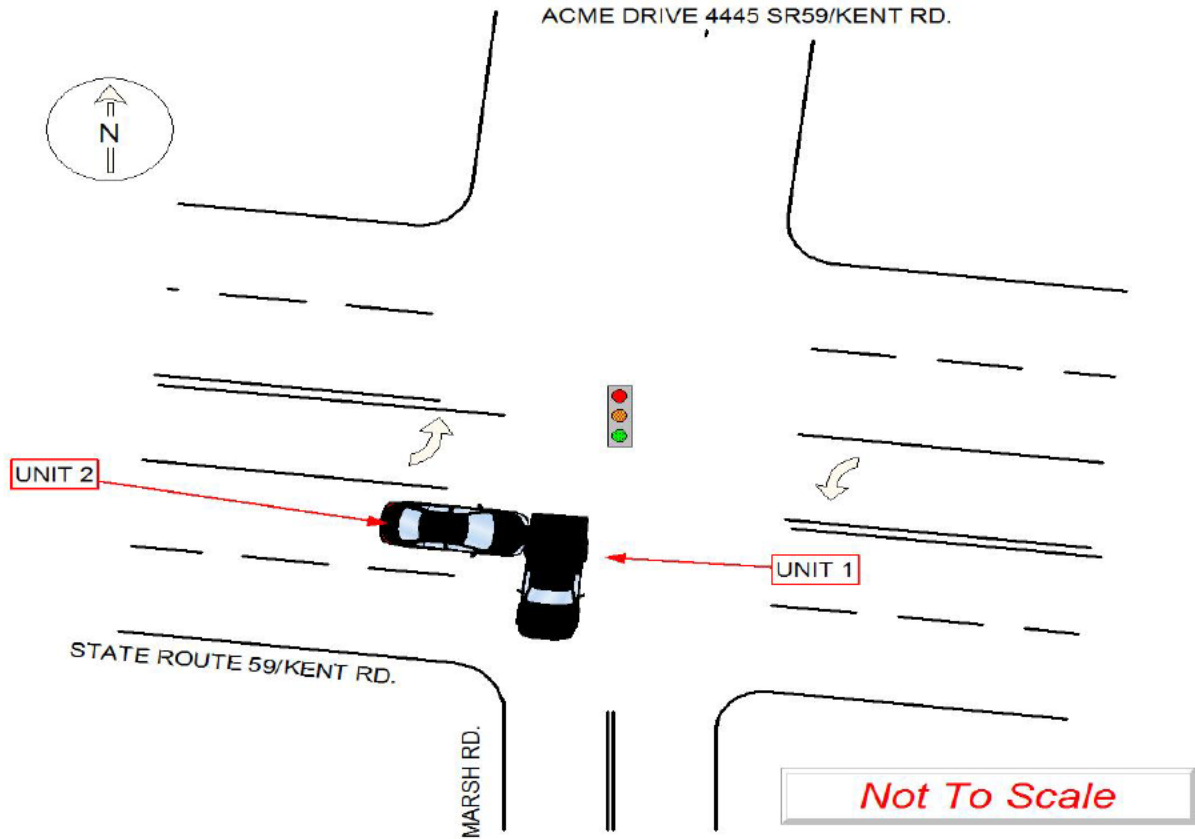 ACME DRIVE 4445 SR59/KENT RD.
N
UNIT 2
UNIT 1
STATE ROUTE 59/KENT RD.
MARSH RD.
Not To Scale